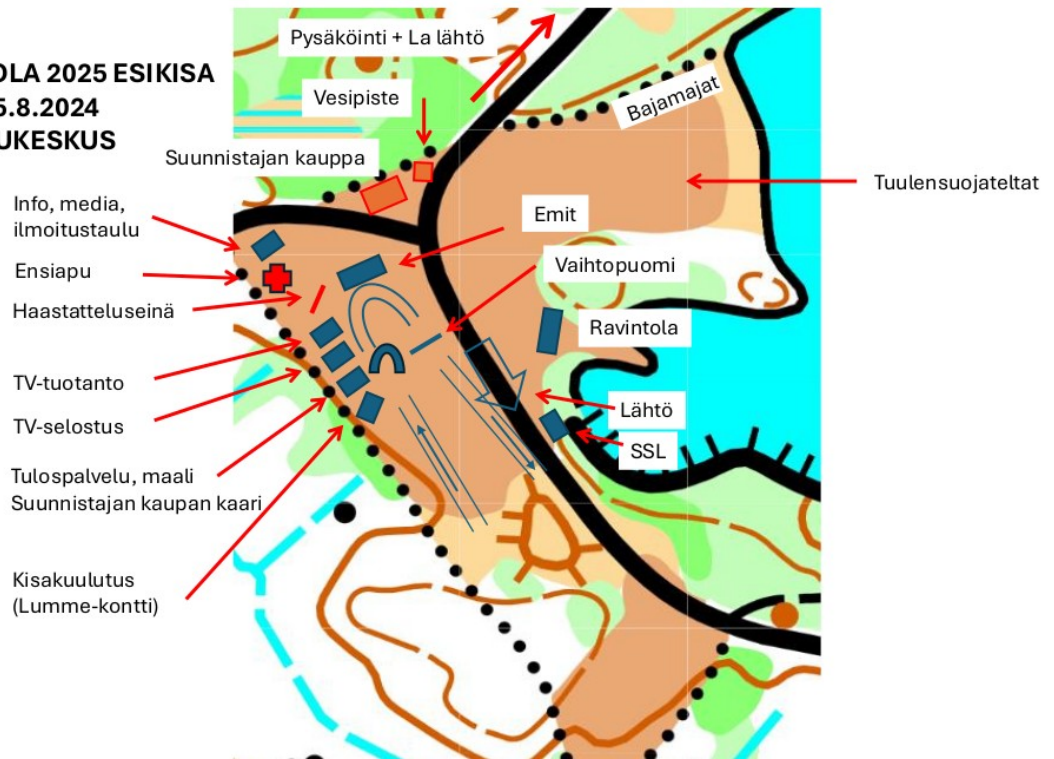 OLA 2025 ESIKISA
5.8.2024
UKESKUS
Pysäköinti + La lähtö
Vesipiste
Suunnistajan kauppa
Bajamajat
Tuulensuojateltat
Info, media,
ilmoitustaulu
Emit
Ensiapu
Vaihtopuomi
Haastatteluseinä
Ravintola
TV-tuotanto
Lähtö
TV-selostus
SSL
Tulospalvelu, maali
Suunnistajan kaupan kaari
Kisakuulutus
(Lumme-kontti)